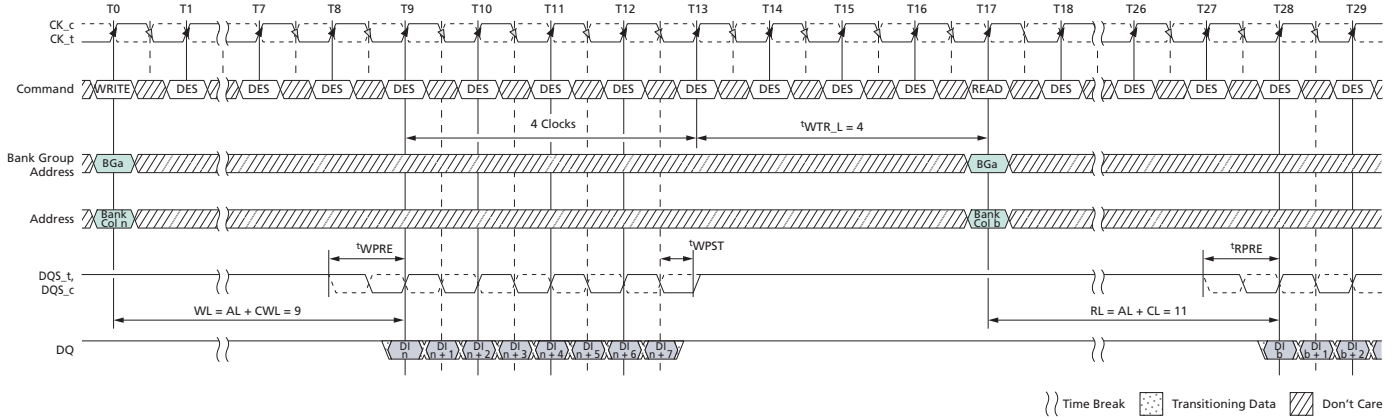 T0 T1 T7 T8 T9 T10 T11 T12 T13 T14 T15 T16 T17 T18 T26 T27 T28 T29
CK_c
CK_t
Command WRITE DES DES DES DES DES DES DES DES DES DES DES READ DES DES DES DES DES
4 Clocks tWTR_L = 4
Bank Group
Address BGa BGa
Address Bank Col n Bank Col b
tWPRE tWPST tRPRE
DQS_t,
DQS_c
WL = AL + CWL = 9 RL = AL + CL = 11
DQ DI n DI n + 1 DI n + 2 DI n + 3 DI n + 4 DI n + 5 DI n + 6 DI n + 7 DI b DI b + 1 DI b + 2
Time Break Transitioning Data Don't Care